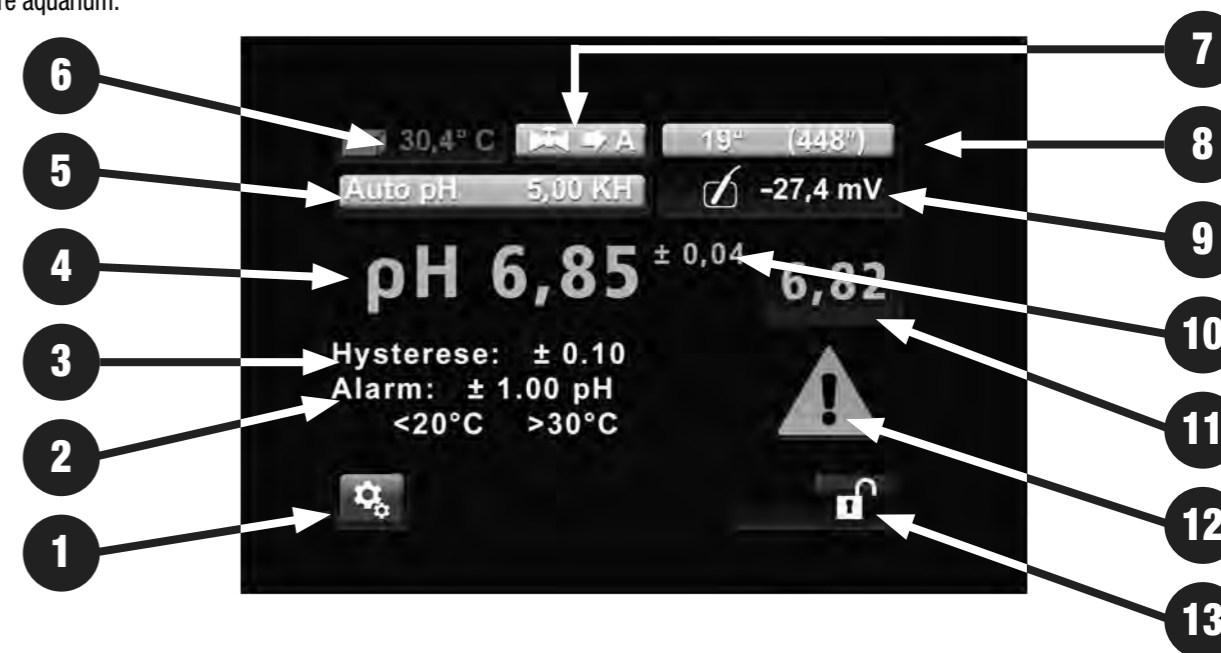 re aquarium.
6
7
30,4° C
A
19" (448")
8
5
Auto pH 5,00 KH
-27,4 mV
9
4
pH 6,85 ± 0,04
6,82
10
3
Hysterese: ± 0.10
Alarm: ± 1.00 pH
<20°C >30°C
11
2
12
1
13